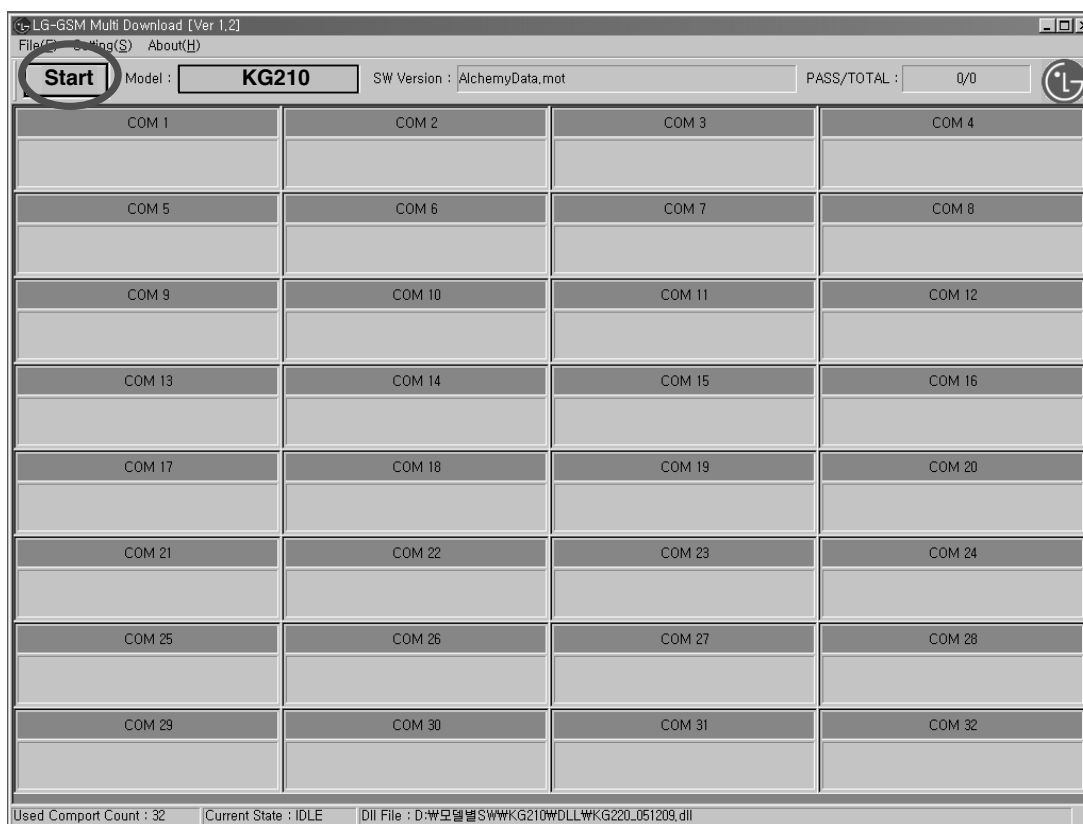 LG-GSM Multi Download [Ver 1,2]
File(F) Setting(S) About(H)
Start Model : KG210 SW Version : AlchemyData,mot PASS/TOTAL : 0/0
COM 1 COM 2 COM 3 COM 4
COM 5 COM 6 COM 7 COM 8
COM 9 COM 10 COM 11 COM 12
COM 13 COM 14 COM 15 COM 16
COM 17 COM 18 COM 19 COM 20
COM 21 COM 22 COM 23 COM 24
COM 25 COM 26 COM 27 COM 28
COM 29 COM 30 COM 31 COM 32
Used Comport Count : 32 Current State : IDLE Dll File : D:₩모델별SW₩KG210₩DLL₩KG220_051209,dll